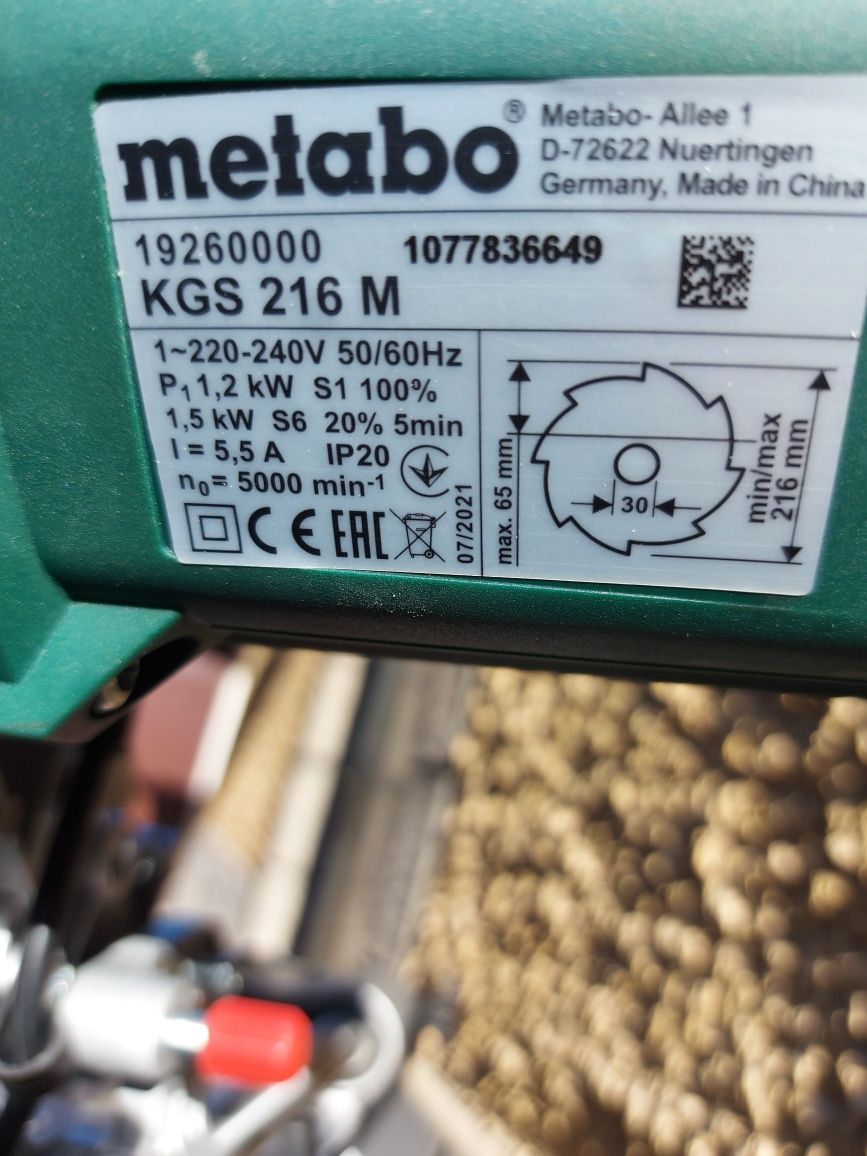 metabo®
Metabo-Allee 1
D-72622 Nuertingen
Germany, Made in China
19260000 1077836649
KGS 216 M
1~220-240V 50/60Hz
P₁ 1,2 kW S1 100%
1,5 kW S6 20% 5min
I = 5,5 A IP20
n₀= 5000 min⁻¹
CE EAC
07/2021
max. 65 mm
30
min/max
216 mm